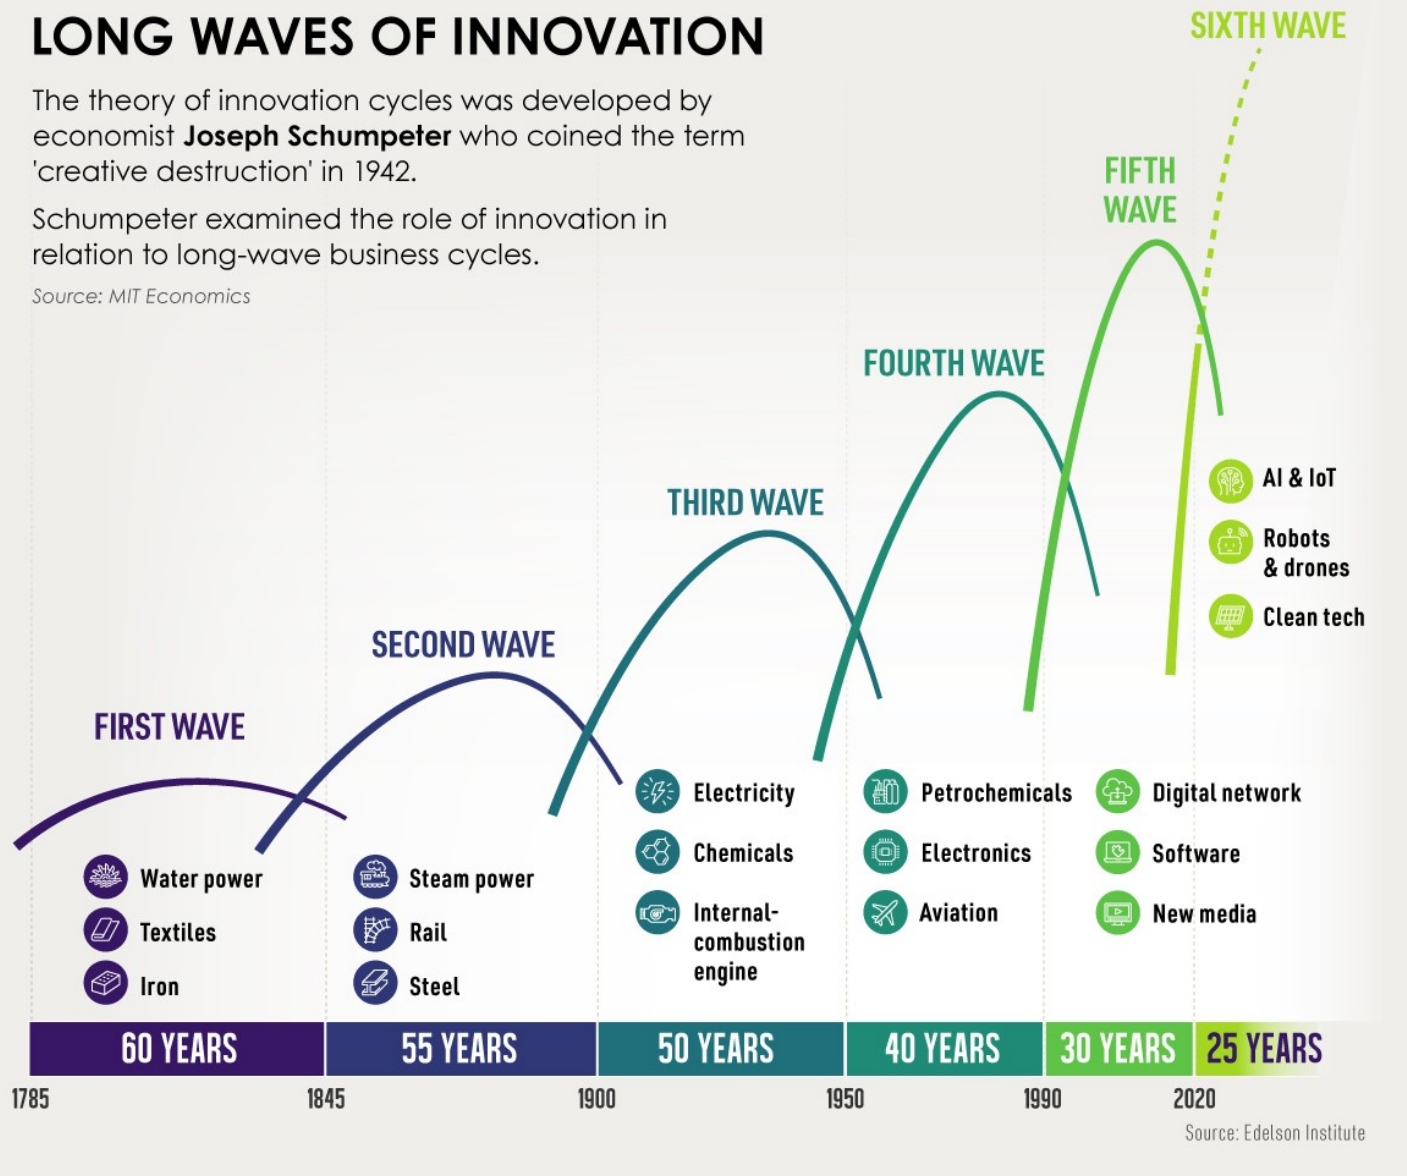 LONG WAVES OF INNOVATION
The theory of innovation cycles was developed by
economist Joseph Schumpeter who coined the term
'creative destruction' in 1942.
Schumpeter examined the role of innovation in
relation to long-wave business cycles.
Source: MIT Economics
SIXTH WAVE
FIFTH
WAVE
FOURTH WAVE
THIRD WAVE
SECOND WAVE
FIRST WAVE
Water power
Textiles
Iron
Steam power
Rail
Steel
Electricity
Chemicals
Internal-
combustion
engine
Petrochemicals
Electronics
Aviation
Digital network
Software
New media
AI & IoT
Robots
& drones
Clean tech
60 YEARS
55 YEARS
50 YEARS
40 YEARS
30 YEARS
25 YEARS
1785
1845
1900
1950
1990
2020
Source: Edelson Institute